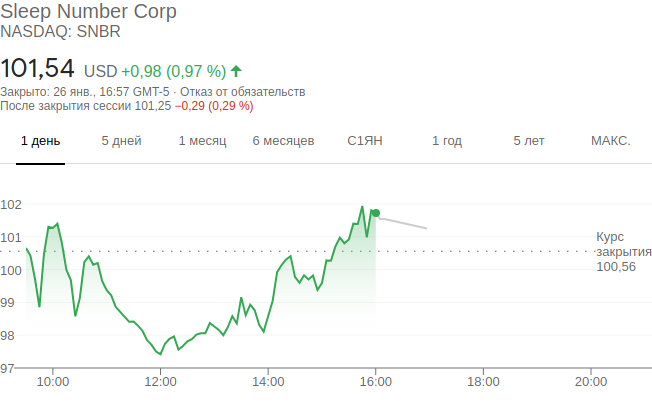 Sleep Number Corp
NASDAQ: SNBR
101,54 USD +0,98 (0,97 %)
Закрыто: 26 янв., 16:57 GMT-5 · Отказ от обязательств
После закрытия сессии 101,25 −0,29 (0,29 %)
1 день 5 дней 1 месяц 6 месяцев С1ЯН 1 год 5 лет МАКС.
102
101
100
99
98
97
Курс
закрытия
100,56
10:00 12:00 14:00 16:00 18:00 20:00